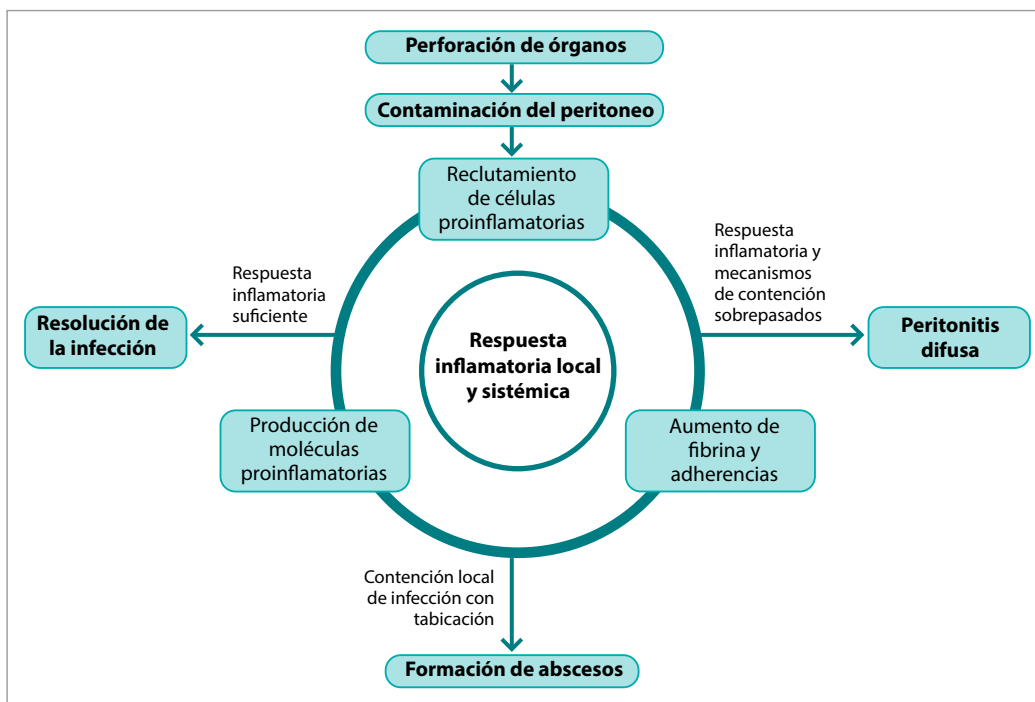 Perforación de órganos
Contaminación del peritoneo
Reclutamiento
de células
proinflamatorias
Respuesta
inflamatoria
suficiente
Respuesta
inflamatoria y
mecanismos
de contención
sobrepasados
Resolución de
la infección
Respuesta
inflamatoria local
y sistémica
Peritonitis
difusa
Producción de
moléculas
proinflamatorias
Aumento de
fibrina y
adherencias
Contención local
de infección con
tabicación
Formación de abscesos